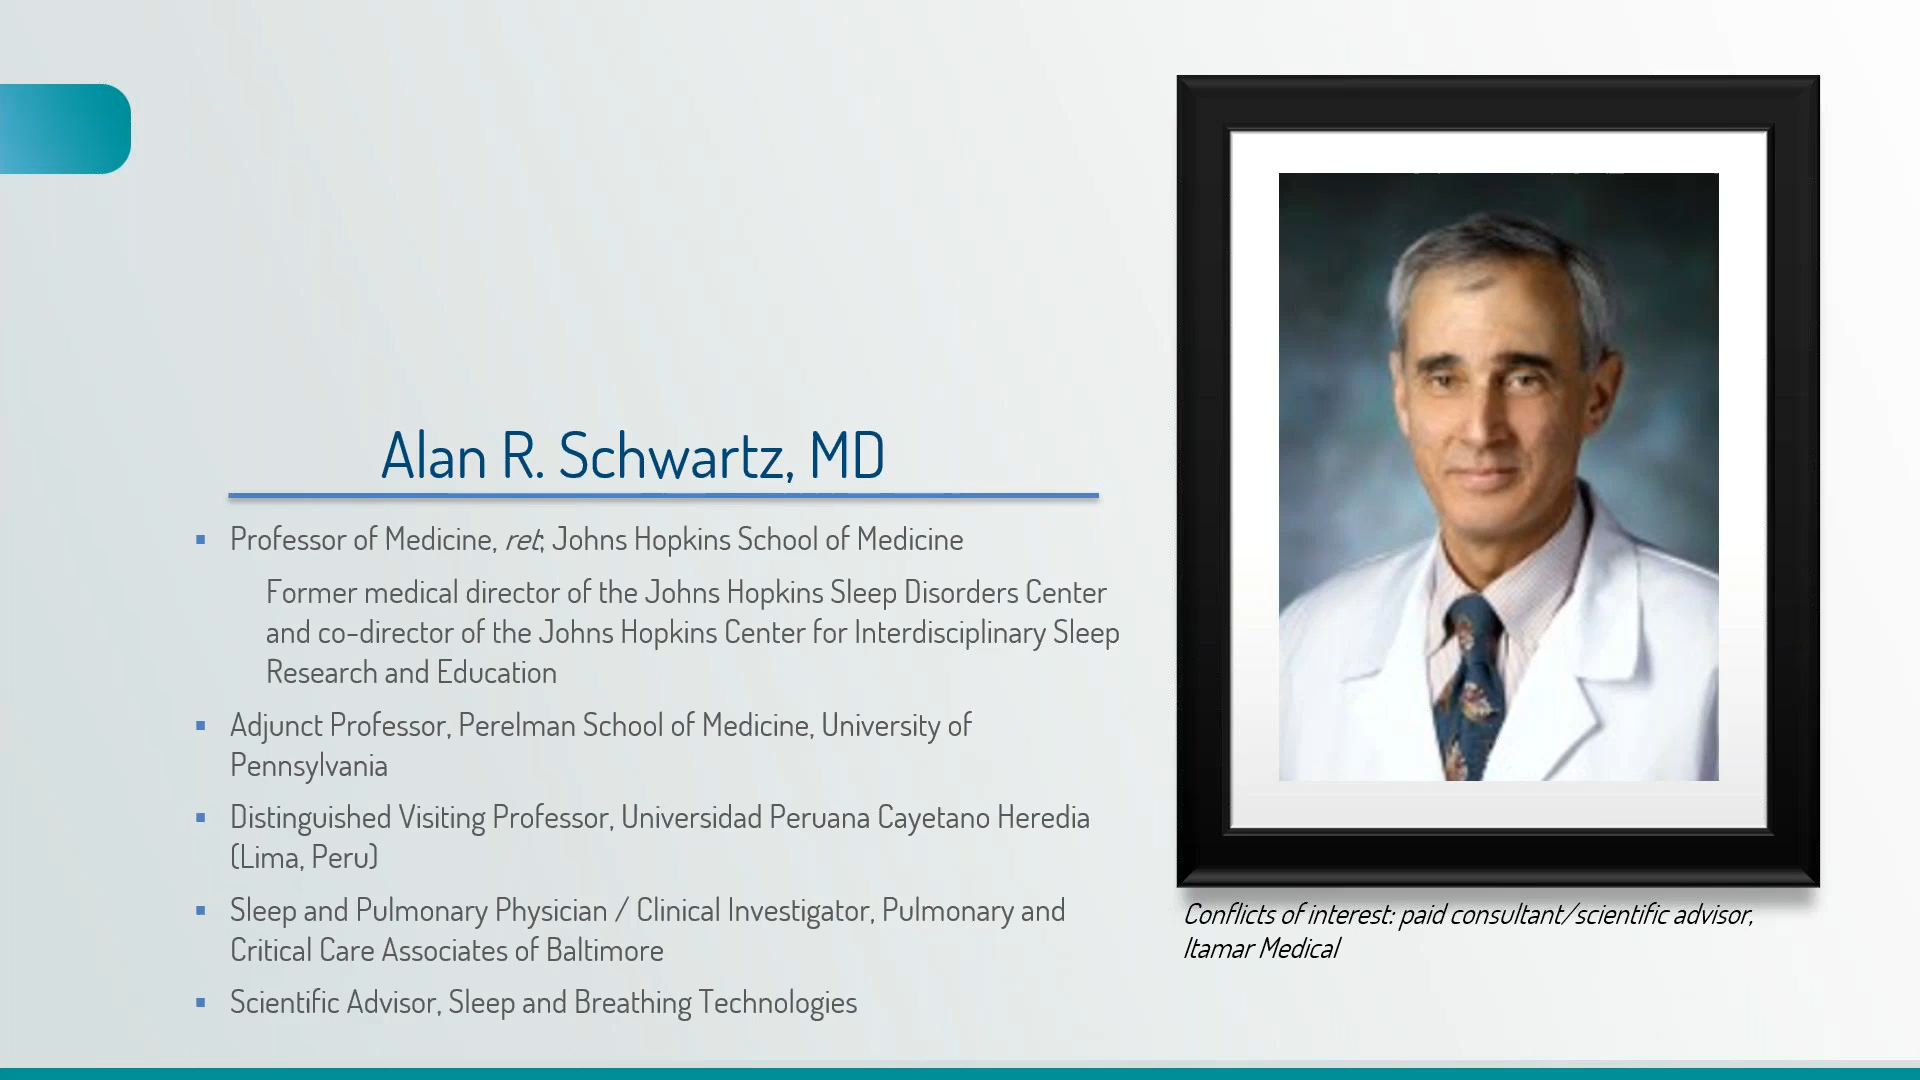 Alan R. Schwartz, MD
▪ Professor of Medicine, ret; Johns Hopkins School of Medicine
Former medical director of the Johns Hopkins Sleep Disorders Center
and co-director of the Johns Hopkins Center for Interdisciplinary Sleep
Research and Education
▪ Adjunct Professor, Perelman School of Medicine, University of
Pennsylvania
▪ Distinguished Visiting Professor, Universidad Peruana Cayetano Heredia
(Lima, Peru)
▪ Sleep and Pulmonary Physician / Clinical Investigator, Pulmonary and
Critical Care Associates of Baltimore
▪ Scientific Advisor, Sleep and Breathing Technologies
Conflicts of interest: paid consultant/scientific advisor,
Itamar Medical